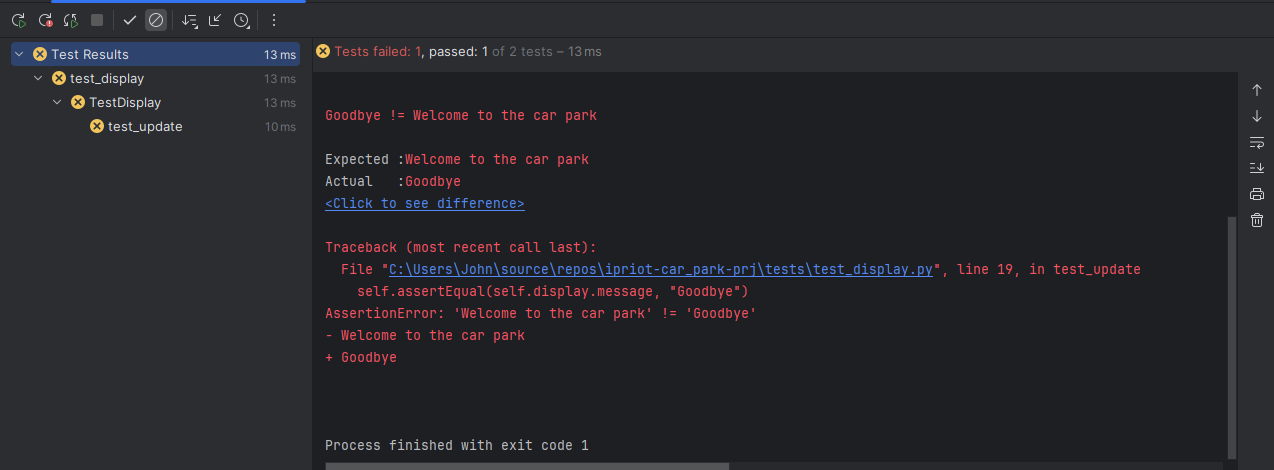 Test Results 13 ms
test_display 13 ms
TestDisplay 13 ms
test_update 10 ms
Tests failed: 1, passed: 1 of 2 tests – 13 ms
Goodbye != Welcome to the car park
Expected :Welcome to the car park
Actual   :Goodbye
<Click to see difference>
Traceback (most recent call last):
  File "C:\Users\John\source\repos\ipriot-car_park-prj\tests\test_display.py", line 19, in test_update
    self.assertEqual(self.display.message, "Goodbye")
AssertionError: 'Welcome to the car park' != 'Goodbye'
- Welcome to the car park
+ Goodbye
Process finished with exit code 1